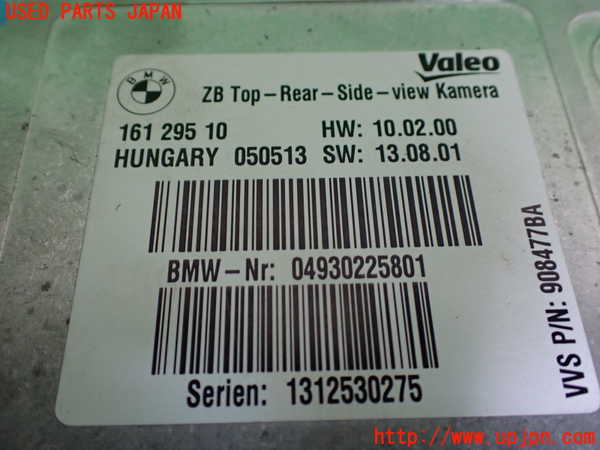 USED PARTS JAPAN
BMW
Valeo
ZB Top-Rear-Side-view Kamera
161 295 10 HW: 10.02.00
HUNGARY 050513 SW: 13.08.01
BMW-Nr: 04930225801
Serien: 1312530275
VVS P/N: 908477BA
http://www.upjpn.com